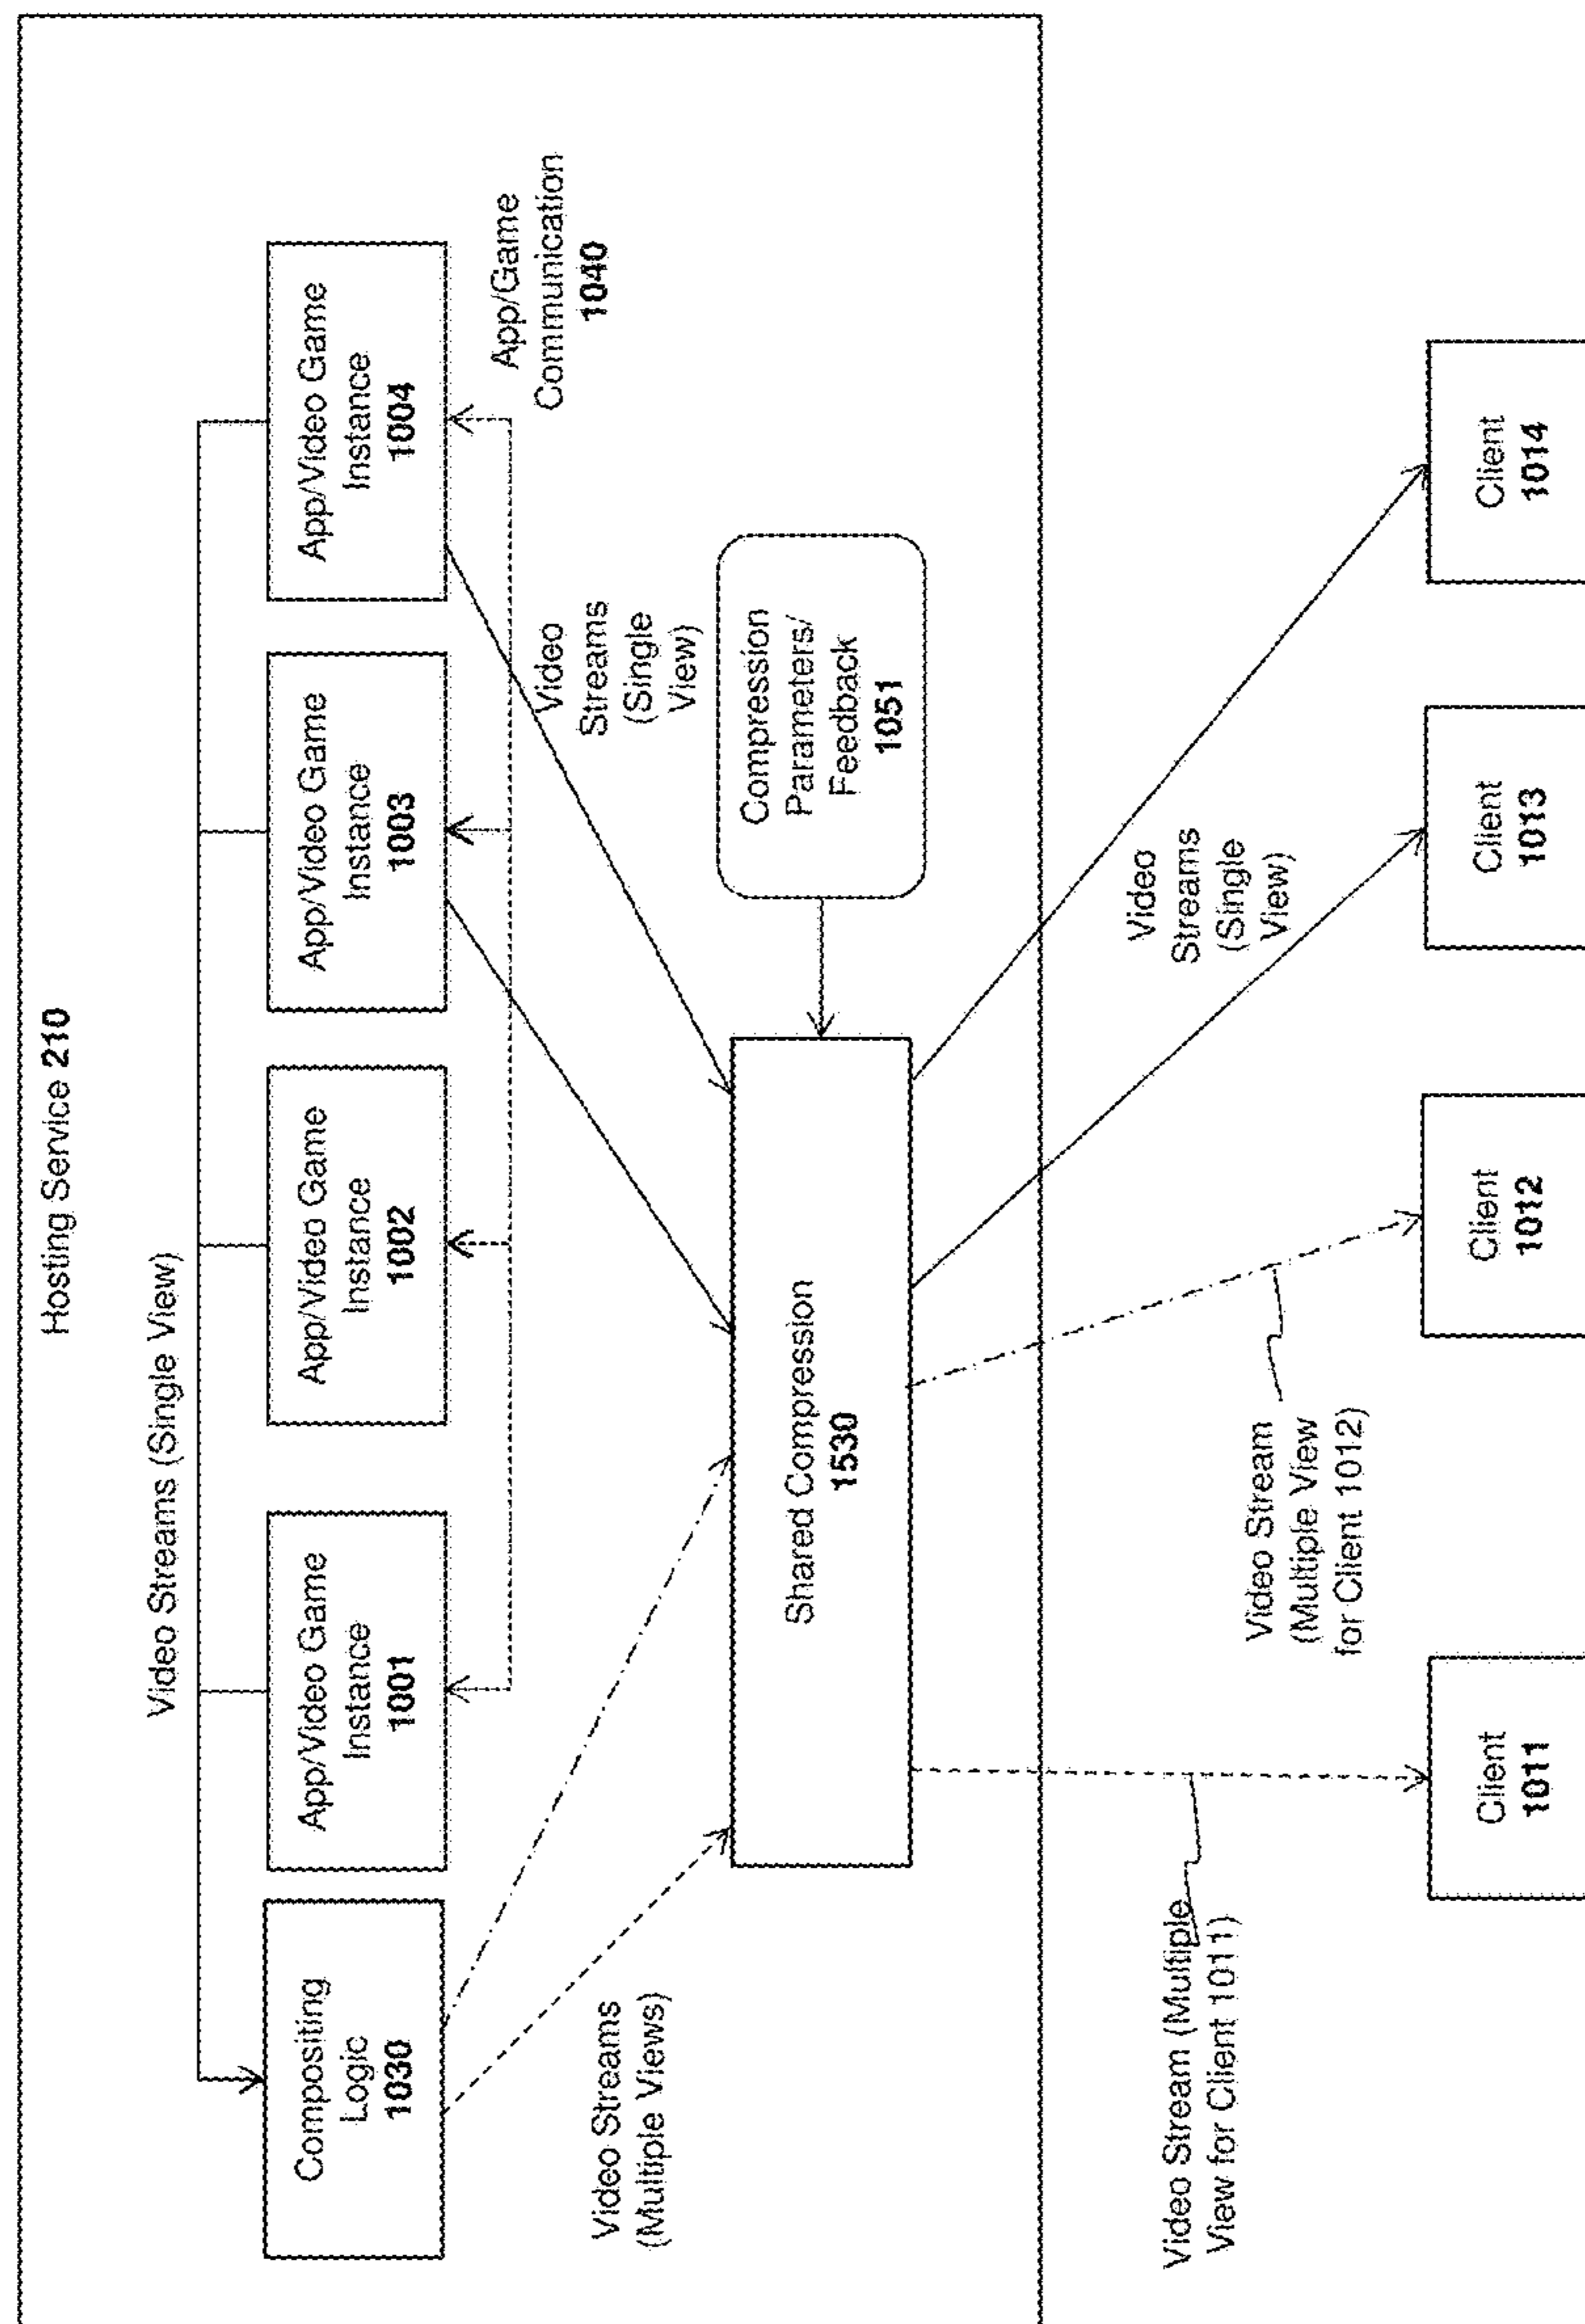 Hosting Service 210
Video Streams (Single View)
Compositing
Logic
1030
App/Video Game
Instance
1001
App/Video Game
Instance
1002
App/Video Game
Instance
1003
App/Video Game
Instance
1004
App/Game
Communication
1040
Video Streams
(Multiple Views)
Video
Streams
(Single
View)
Shared Compression
1530
Compression
Parameters/
Feedback
1051
Video Stream (Multiple
View for Client 1011)
Video Stream
(Multiple View
for Client 1012)
Video
Streams
(Single
View)
Client
1011
Client
1012
Client
1013
Client
1014